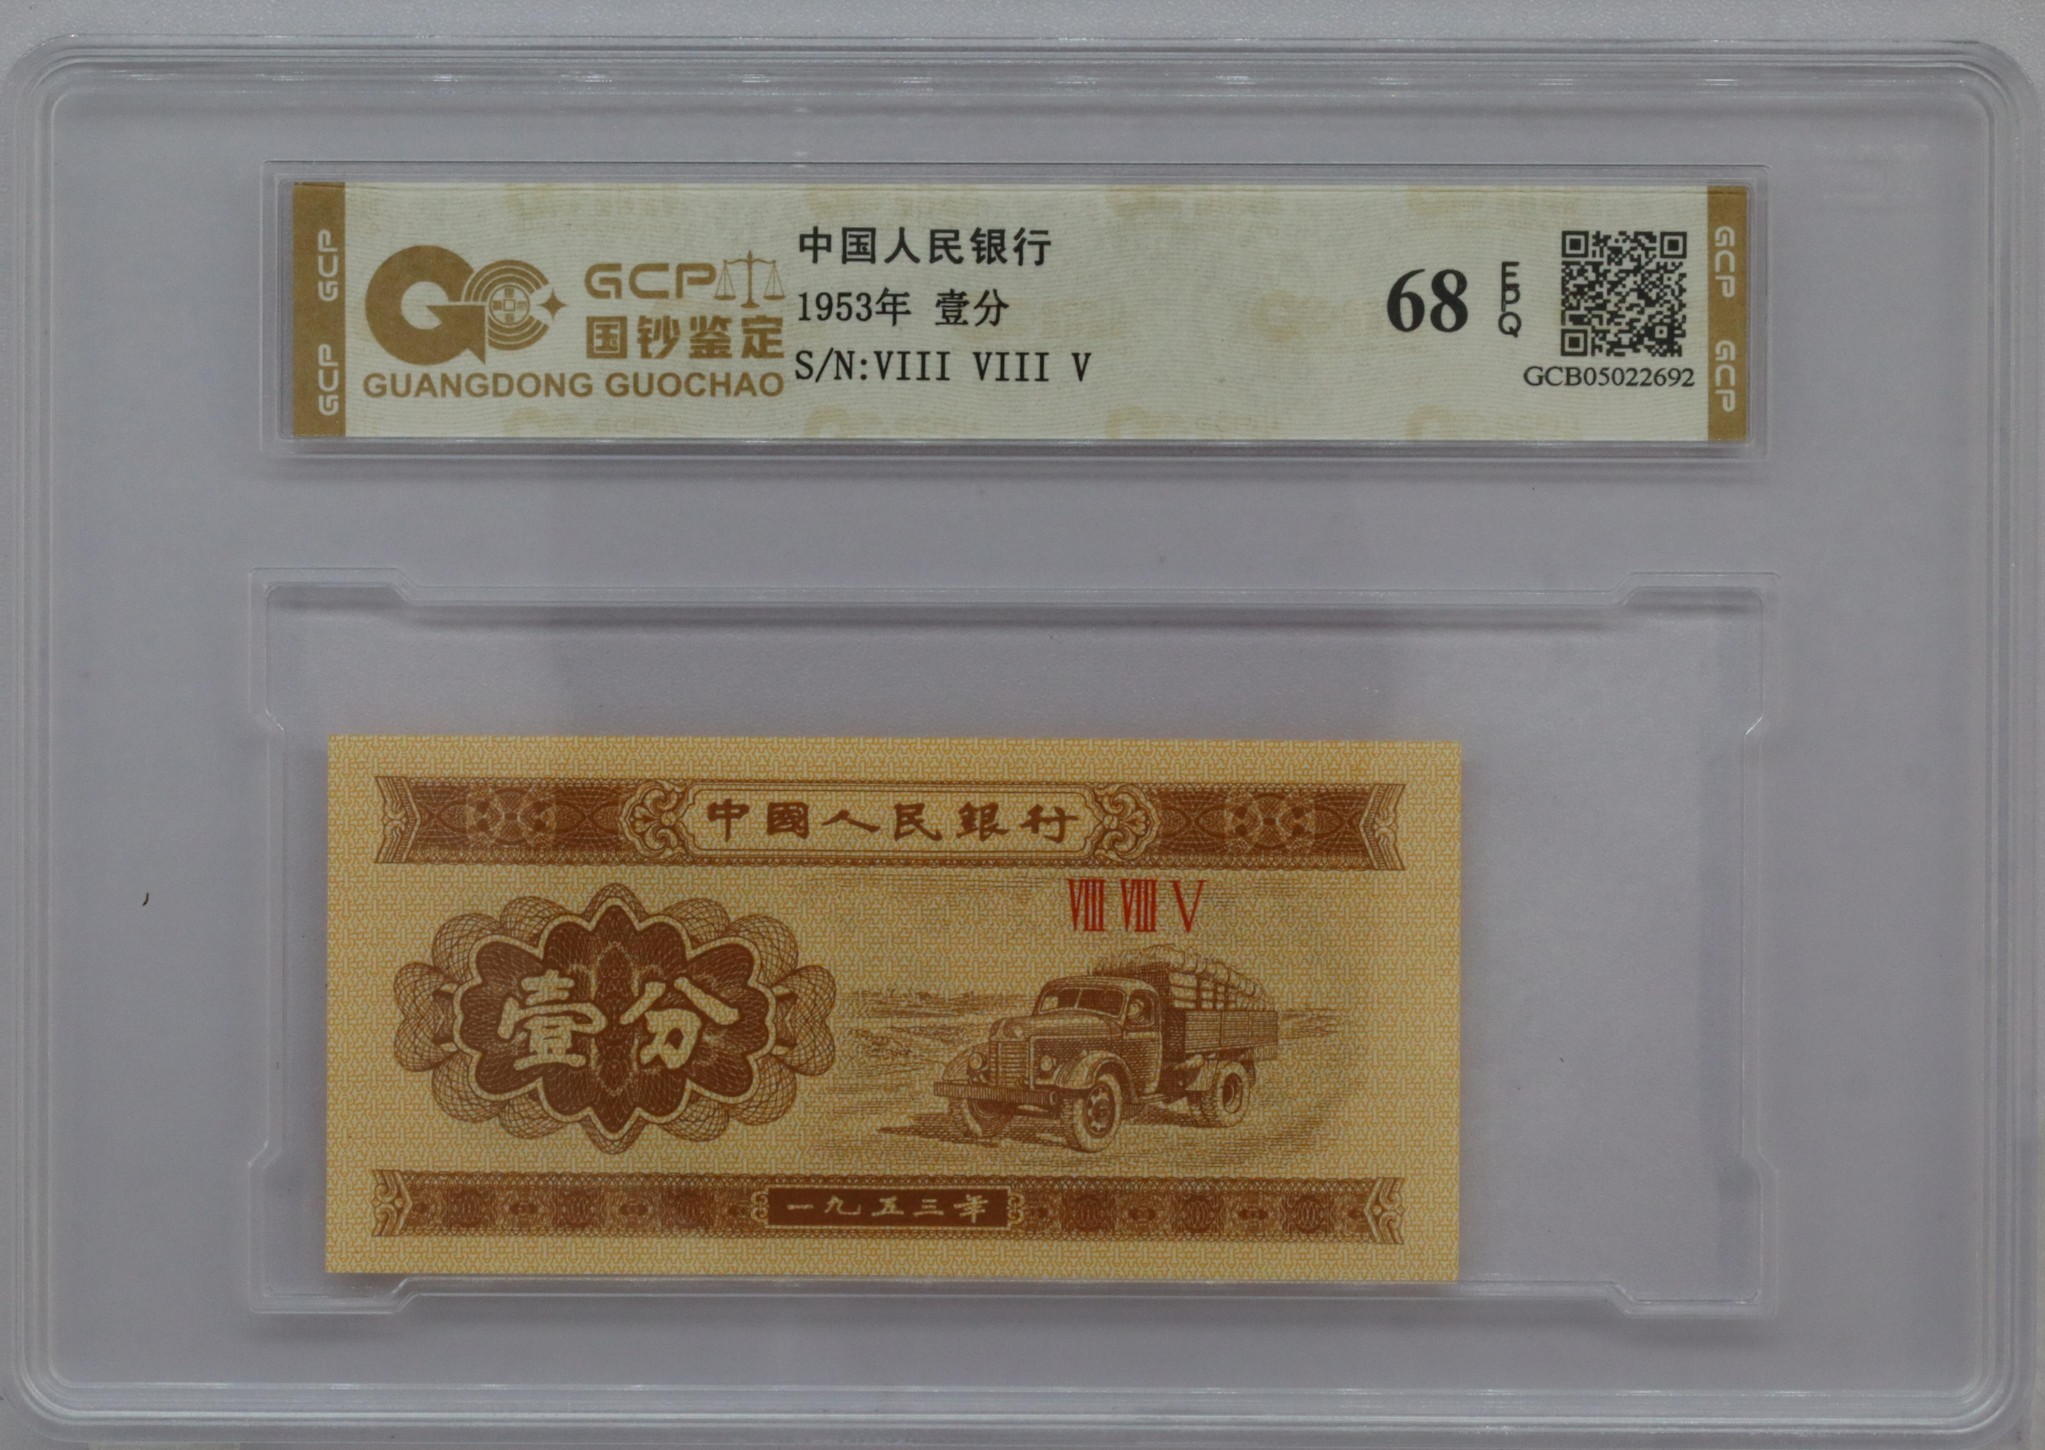 GCP
GCP
GCP
国钞鉴定
GUANGDONG GUOCHAO
中国人民银行
1953年 壹分
S/N:VIII VIII V
68
EPQ
GCB05022692
GCP
GCP
中國人民銀行
VIII VIII V
壹分
一九五三年